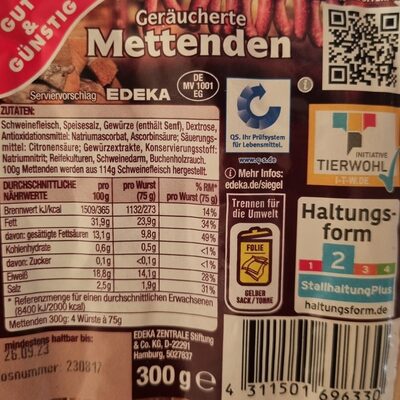 GUT
&
GÜNSTIG
Geräucherte
Mettenden
Serviervorschlag
EDEKA
DE
MV 1001
EG
QS. Ihr Prüfsystem
für Lebensmittel.
www.q-s.de
Mehr Infos:
edeka.de/siegel
INITIATIVE
TIERWOHL
I-T-W.DE
ZUTATEN:
Schweinefleisch, Speisesalz, Gewürze (enthält Senf), Dextrose,
Antioxidationsmittel: Natriumascorbat, Ascorbinsäure; Säuerungs-
mittel: Citronensäure; Gewürzextrakte, Konservierungsstoff:
Natriumnitrit; Reifekulturen, Schweinedarm, Buchenholzrauch.
100g Mettenden werden aus 114g Schweinefleisch hergestellt.
DURCHSCHNITTLICHE NÄHRWERTE pro 100g pro Wurst (75 g) % RM* pro Wurst (75 g)
Brennwert kJ/kcal 1509/365 1132/273 14%
Fett 31,9g 23,9g 34%
davon: gesättigte Fettsäuren 13,1g 9,8g 49%
Kohlenhydrate 0,6g 0,5g <1%
davon: Zucker 0,1g <0,1g <1%
Eiweiß 18,8g 14,1g 28%
Salz 2,5g 1,9g 31%
* Referenzmenge für einen durchschnittlichen Erwachsenen
(8400 kJ/2000 kcal)
Mettenden 300g: 4 Würste à 75g
Trennen für
die Umwelt
FOLIE
GELBER
SACK / TONNE
Haltungs-
form
1 2 3 4
StallhaltungPlus
haltungsform.de
mindestens haltbar bis:
26.09.23
osnummer: 230817
EDEKA ZENTRALE Stiftung
& Co. KG, D-22291
Hamburg, 5027837
300 g e
4 311501 696330